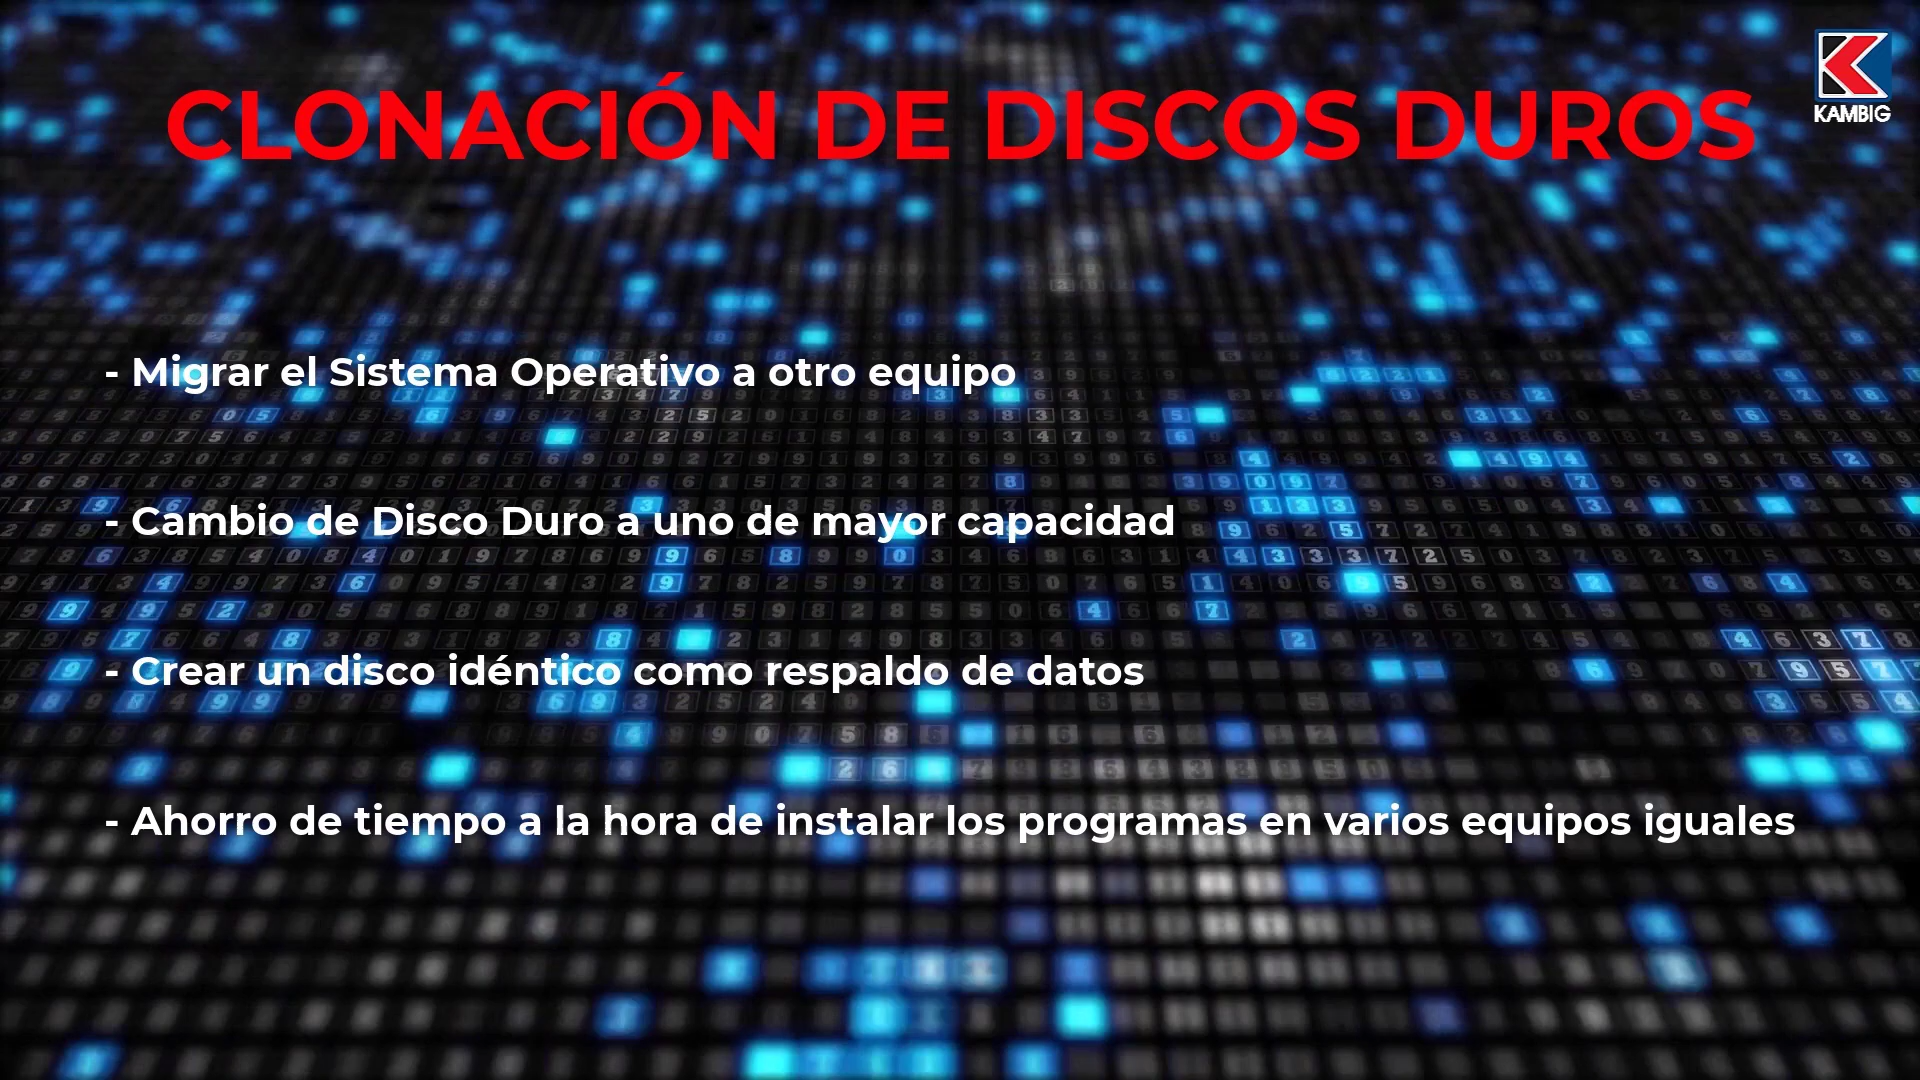 CLONACIÓN DE DISCOS DUROS
KAMBIG
- Migrar el Sistema Operativo a otro equipo
- Cambio de Disco Duro a uno de mayor capacidad
- Crear un disco idéntico como respaldo de datos
- Ahorro de tiempo a la hora de instalar los programas en varios equipos iguales